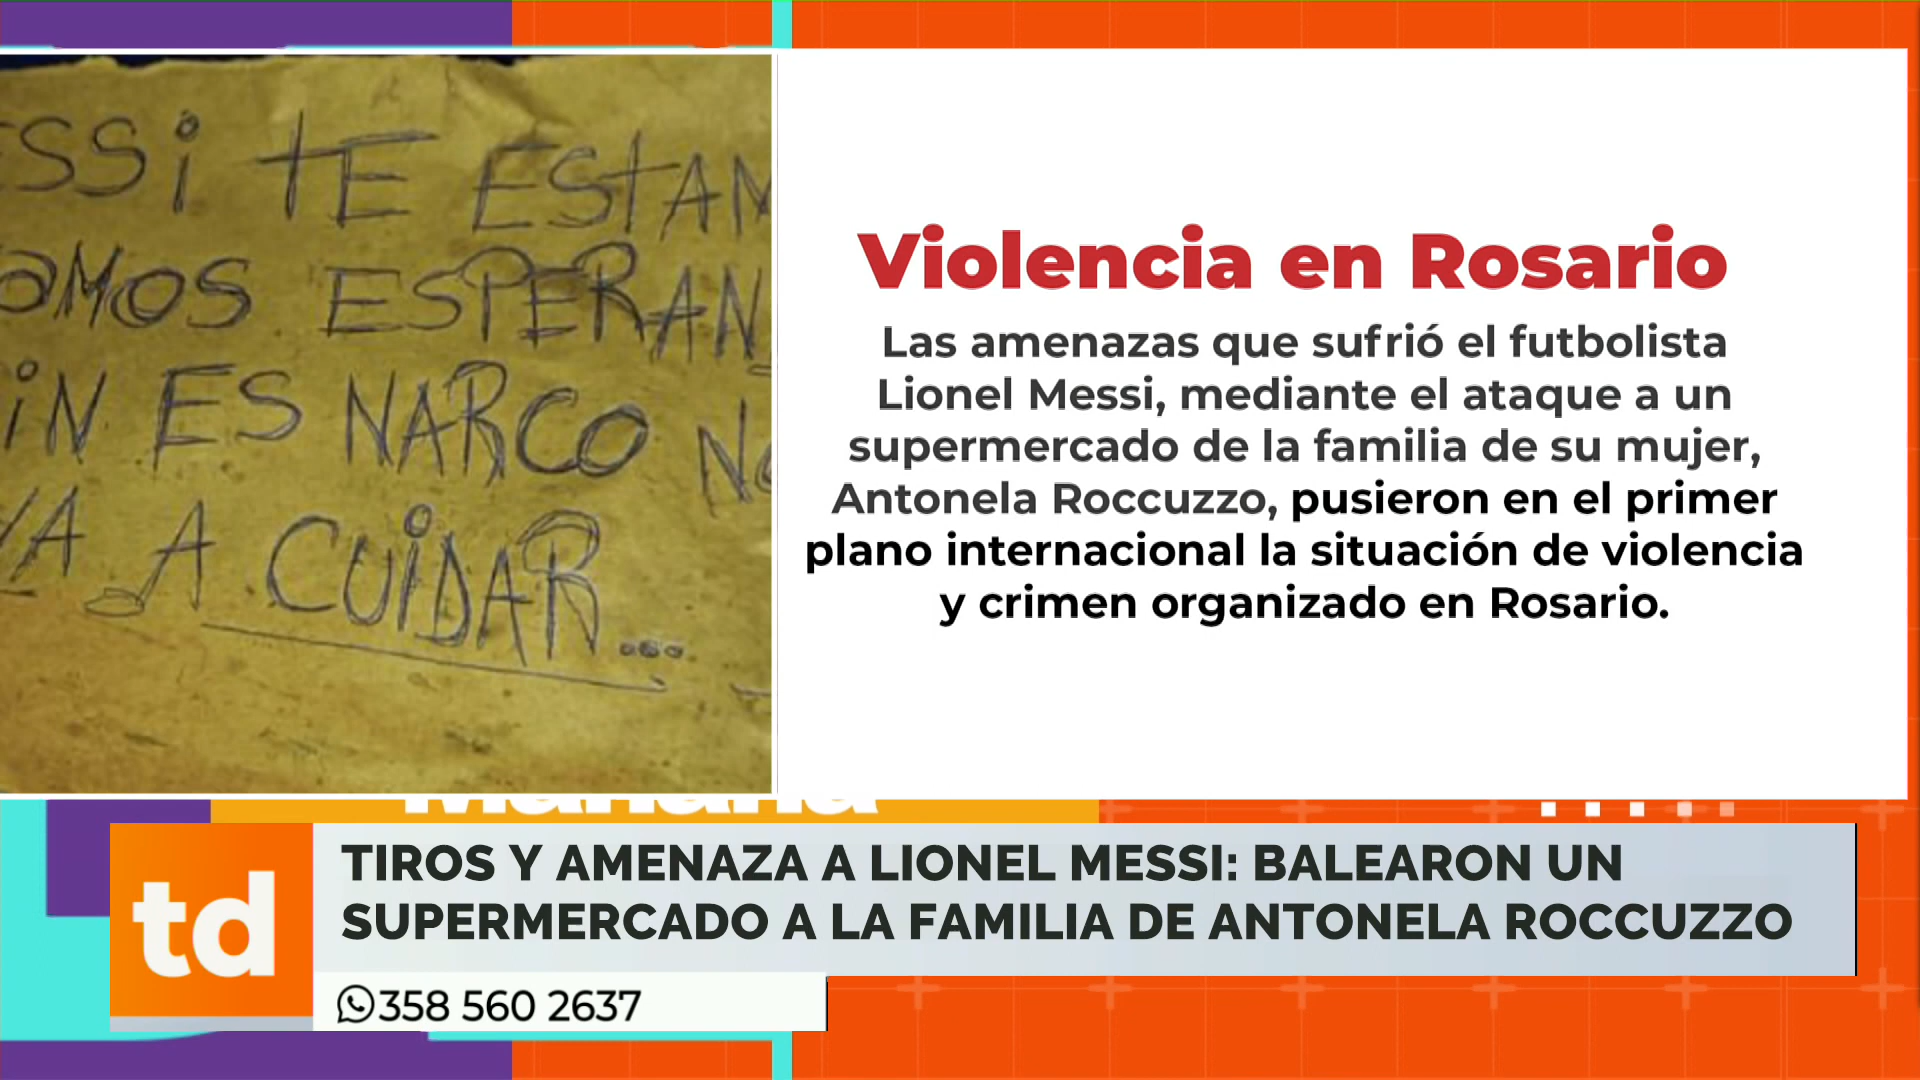 SSi TE ESTAM
AMOS ESPERAN
iN ES NARCO NO
VA A CUiDAR...
Violencia en Rosario
Las amenazas que sufrió el futbolista
Lionel Messi, mediante el ataque a un
supermercado de la familia de su mujer,
Antonela Roccuzzo, pusieron en el primer
plano internacional la situación de violencia
y crimen organizado en Rosario.
td
TIROS Y AMENAZA A LIONEL MESSI: BALEARON UN
SUPERMERCADO A LA FAMILIA DE ANTONELA ROCCUZZO
358 560 2637